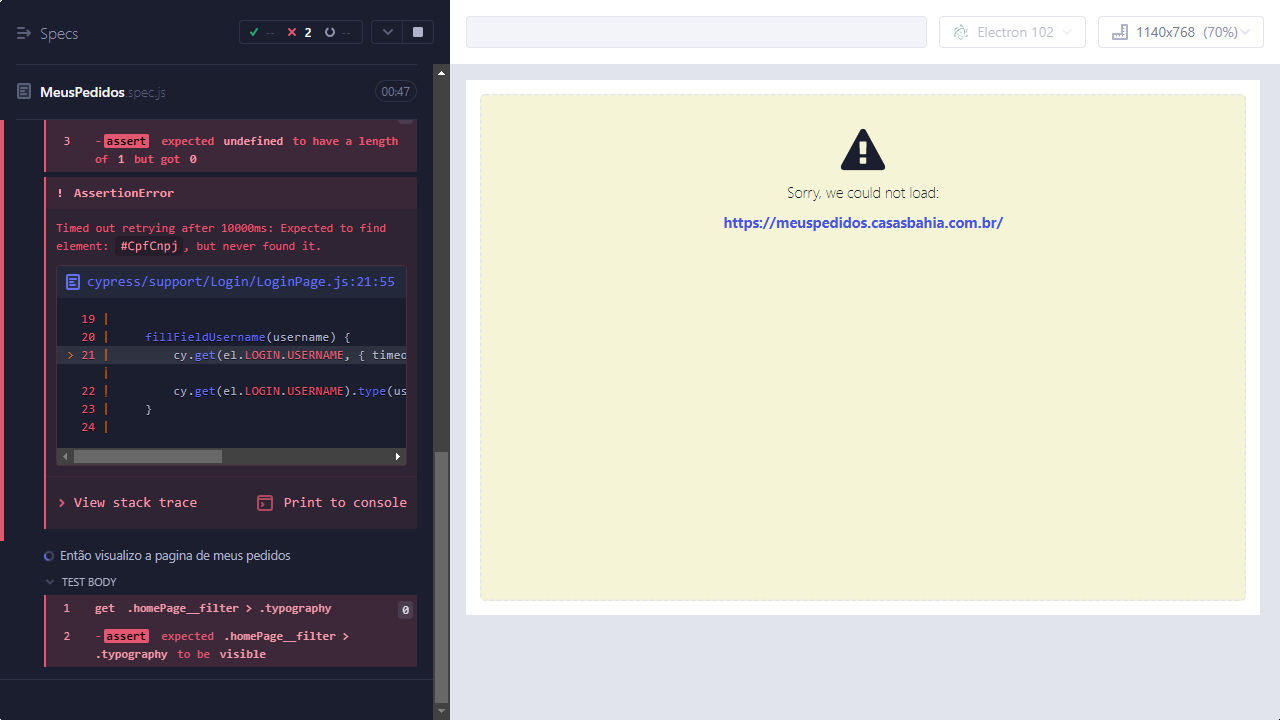 Specs
-- 2 --
Electron 102
1140x768 (70%)
MeusPedidos.spec.js
00:47
3 -assert expected undefined to have a length
of 1 but got 0
! AssertionError
Timed out retrying after 10000ms: Expected to find
element: #CpfCnpj, but never found it.
cypress/support/Login/LoginPage.js:21:55
19 |
20 | fillFieldUsername(username) {
> 21 | cy.get(el.LOGIN.USERNAME, { timeo
|
22 | cy.get(el.LOGIN.USERNAME).type(us
23 | }
24 |
View stack trace
Print to console
Então visualizo a pagina de meus pedidos
TEST BODY
1 get .homePage__filter > .typography 0
2 -assert expected .homePage__filter >
.typography to be visible
Sorry, we could not load:
https://meuspedidos.casasbahia.com.br/